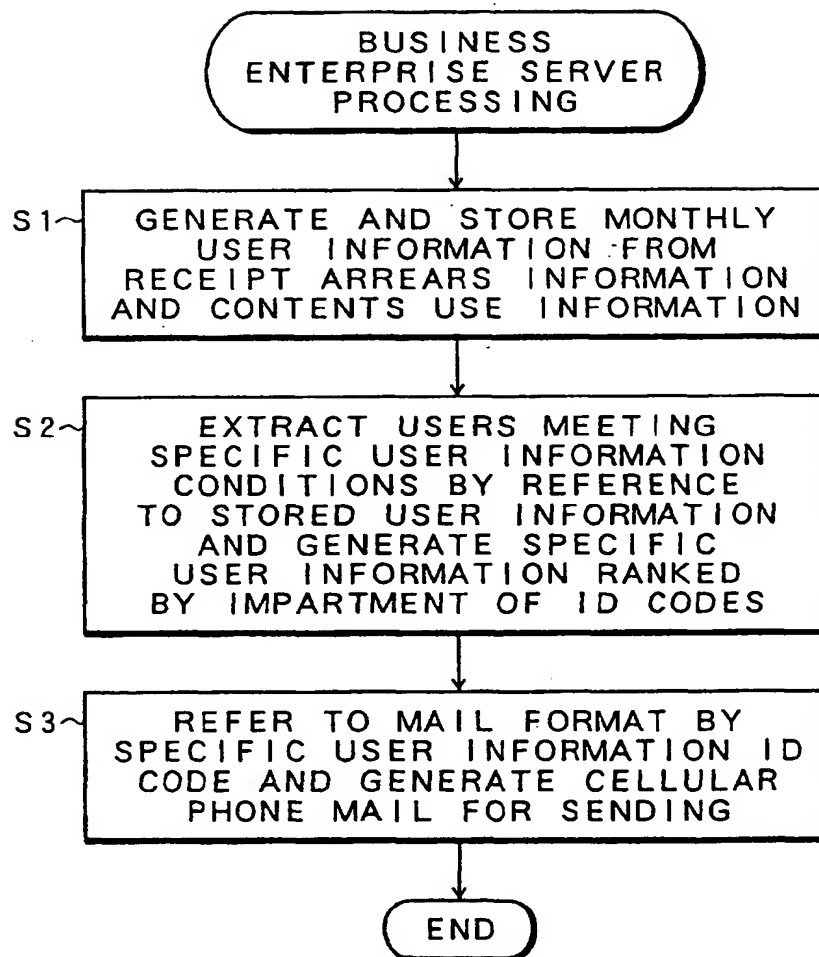 BUSINESS
ENTERPRISE SERVER
PROCESSING
S1
GENERATE AND STORE MONTHLY
USER INFORMATION FROM
RECEIPT ARREARS INFORMATION
AND CONTENTS USE INFORMATION
S2
EXTRACT USERS MEETING
SPECIFIC USER INFORMATION
CONDITIONS BY REFERENCE
TO STORED USER INFORMATION
AND GENERATE SPECIFIC
USER INFORMATION RANKED
BY IMPARTMENT OF ID CODES
S3
REFER TO MAIL FORMAT BY
SPECIFIC USER INFORMATION ID
CODE AND GENERATE CELLULAR
PHONE MAIL FOR SENDING
END